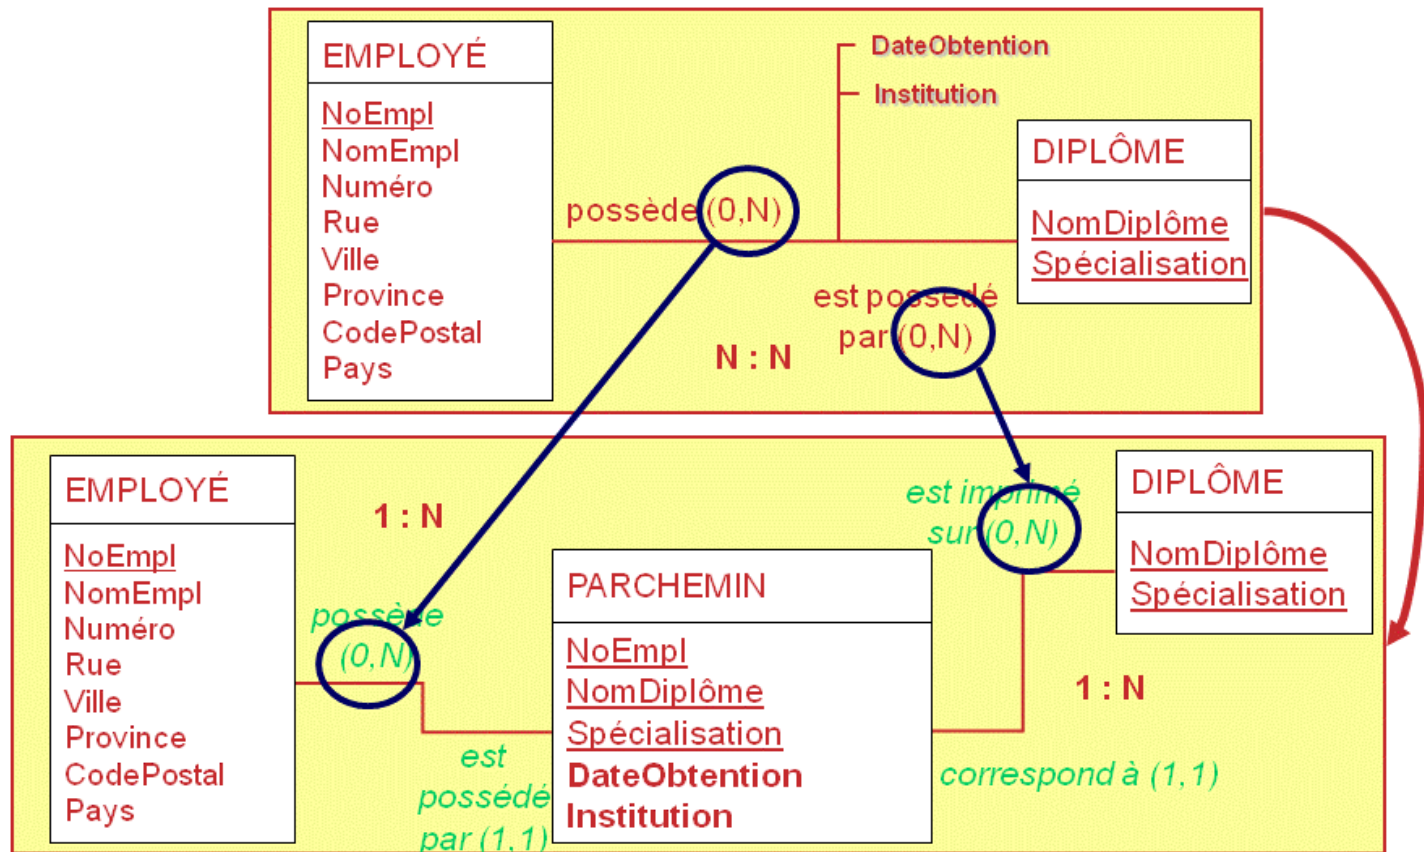 EMPLOYÉ
NoEmpl
NomEmpl
Numéro
Rue
Ville
Province
CodePostal
Pays
DateObtention
Institution
possède (0,N)
DIPLÔME
NomDiplôme
Spécialisation
est possédé
par (0,N)
N : N
EMPLOYÉ
NoEmpl
NomEmpl
Numéro
Rue
Ville
Province
CodePostal
Pays
1 : N
possède
(0,N)
est
possédé
par (1,1)
PARCHEMIN
NoEmpl
NomDiplôme
Spécialisation
DateObtention
Institution
est imprimé
sur (0,N)
DIPLÔME
NomDiplôme
Spécialisation
1 : N
correspond à (1,1)